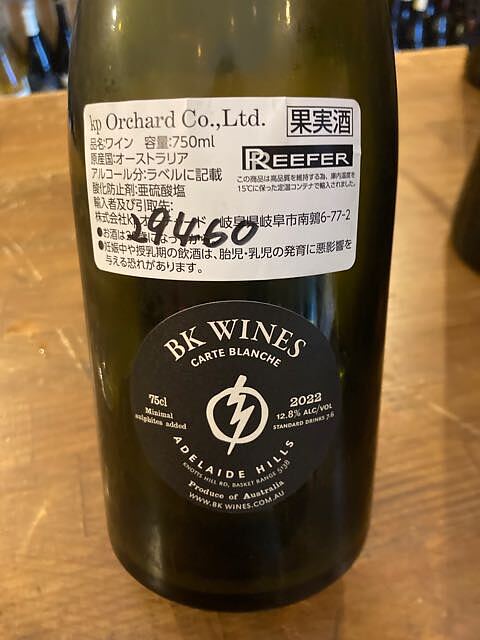 kp Orchard Co.,Ltd.
果実酒
品名:ワイン 容量:750ml
原産国:オーストラリア
アルコール分:ラベルに記載
酸化防止剤:亜硫酸塩
輸入者及び引取先:
REEFER
この商品は高品質を維持する為、庫内温度を
15℃に保った定温コンテナで輸入されました。
株式会社k ド 岐阜県岐阜市南鶉6-77-2
29460
●お酒は
●妊娠中や授乳期の飲酒は、胎児・乳児の発育に悪影響を
与える恐れがあります。
BK WINES
CARTE BLANCHE
75cl
Minimal
sulphites added
2022
12.8% ALC/VOL
STANDARD DRINKS 7.6
ADELAIDE HILLS
KNOTTS HILL RD, BASKET RANGE 5138
Produce of Australia
WWW.BKWINES.COM.AU